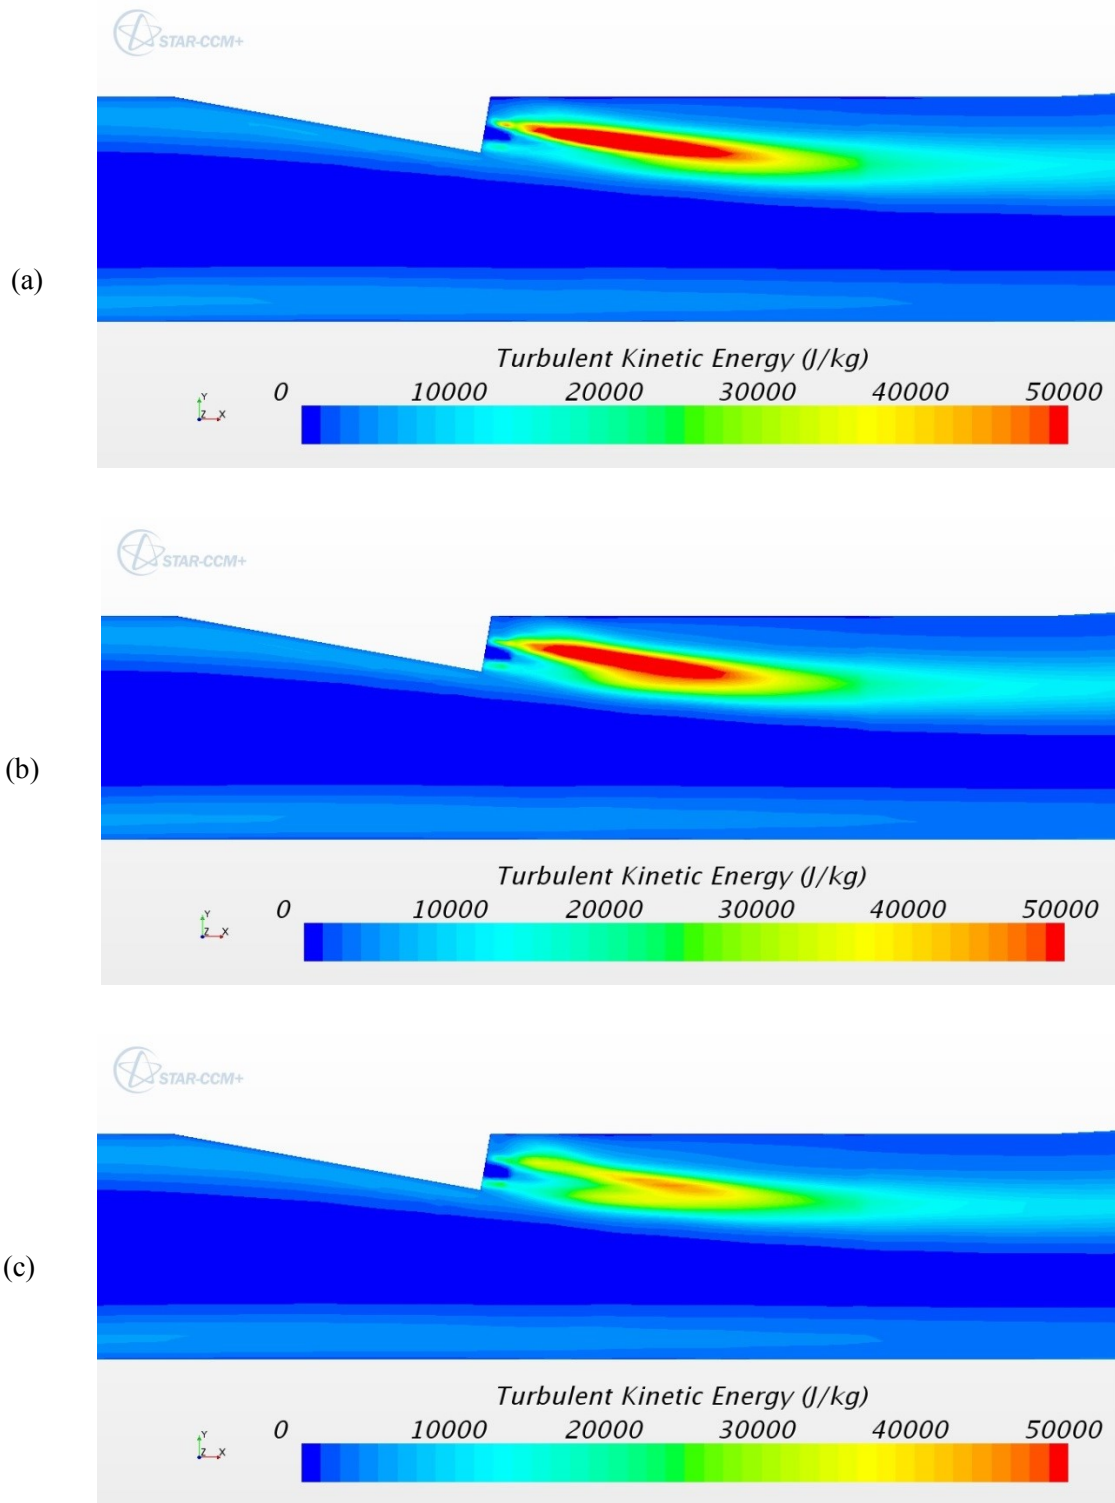 STAR-CCM+
(a)
Turbulent Kinetic Energy (J/kg)
0 10000 20000 30000 40000 50000
Y
Z X
STAR-CCM+
(b)
Turbulent Kinetic Energy (J/kg)
0 10000 20000 30000 40000 50000
Y
Z X
STAR-CCM+
(c)
Turbulent Kinetic Energy (J/kg)
0 10000 20000 30000 40000 50000
Y
Z X